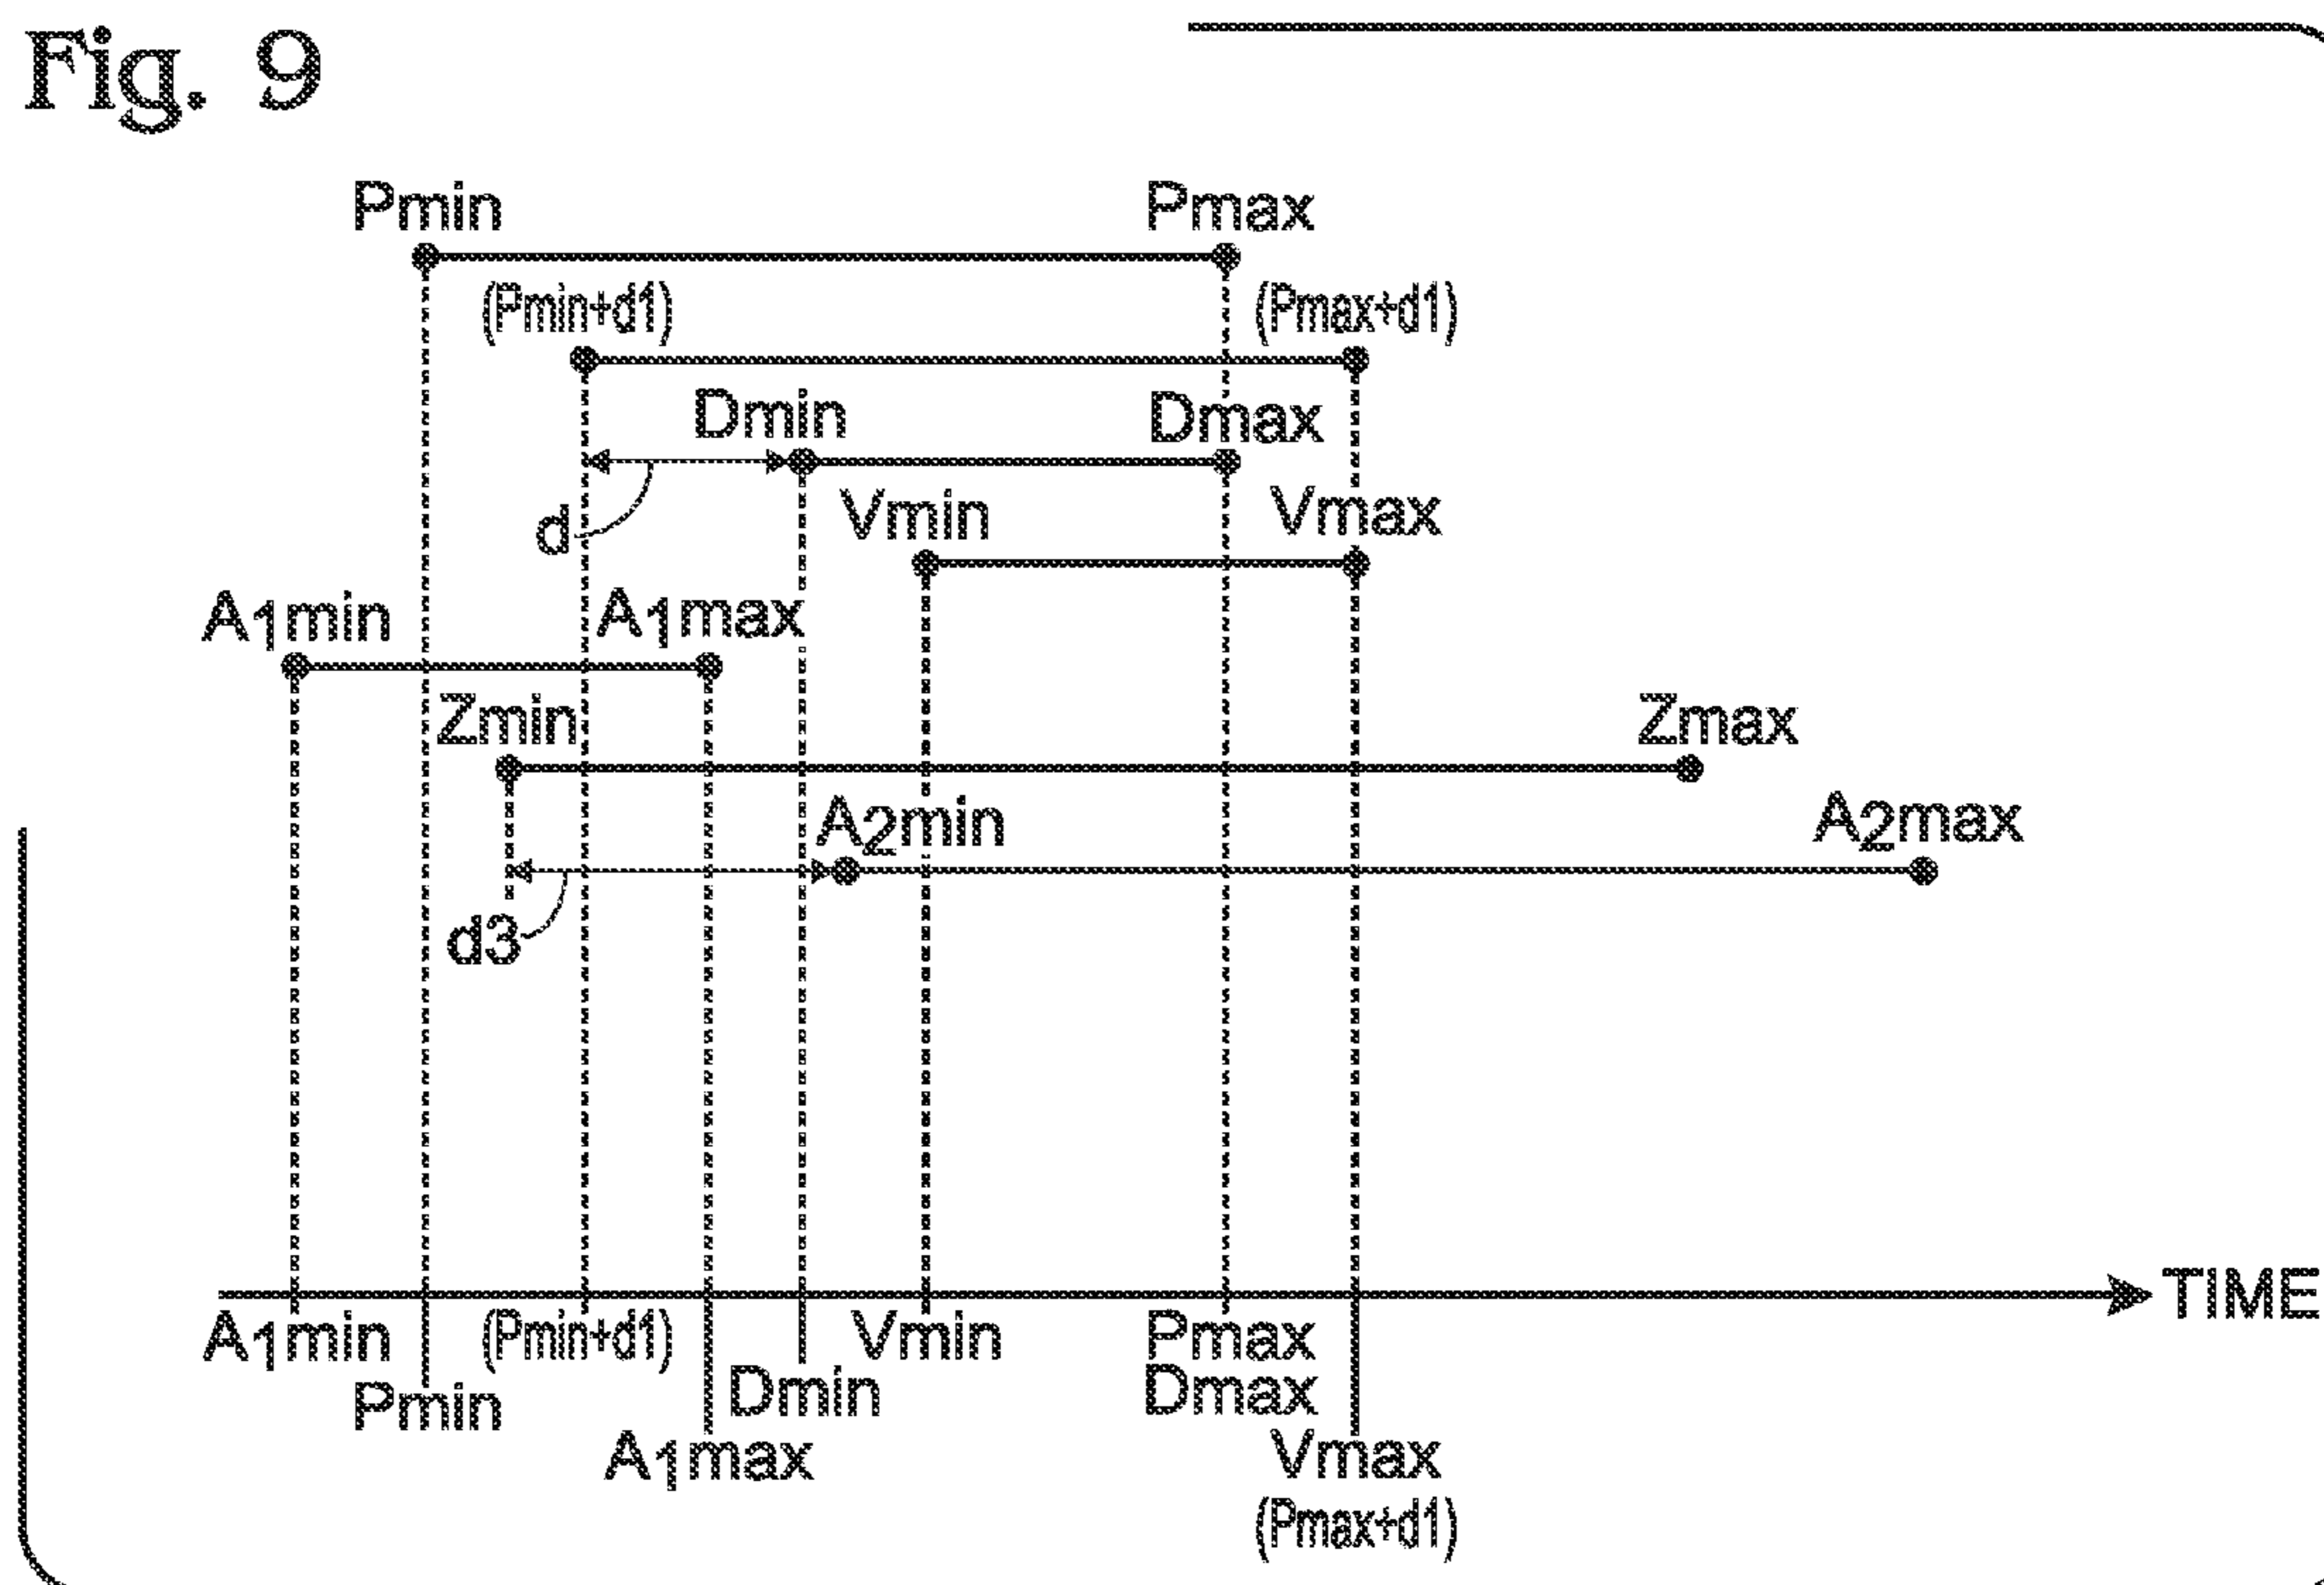 Fig. 9
Pmin Pmax
(Pmin+d1) (Pmax+d1)
Dmin Dmax
d Vmin Vmax
A1min A1max
Zmin Zmax
A2min A2max
d3
TIME
A1min (Pmin+d1) Vmin Pmax
Pmin Dmin Dmax
A1max Vmax
(Pmax+d1)